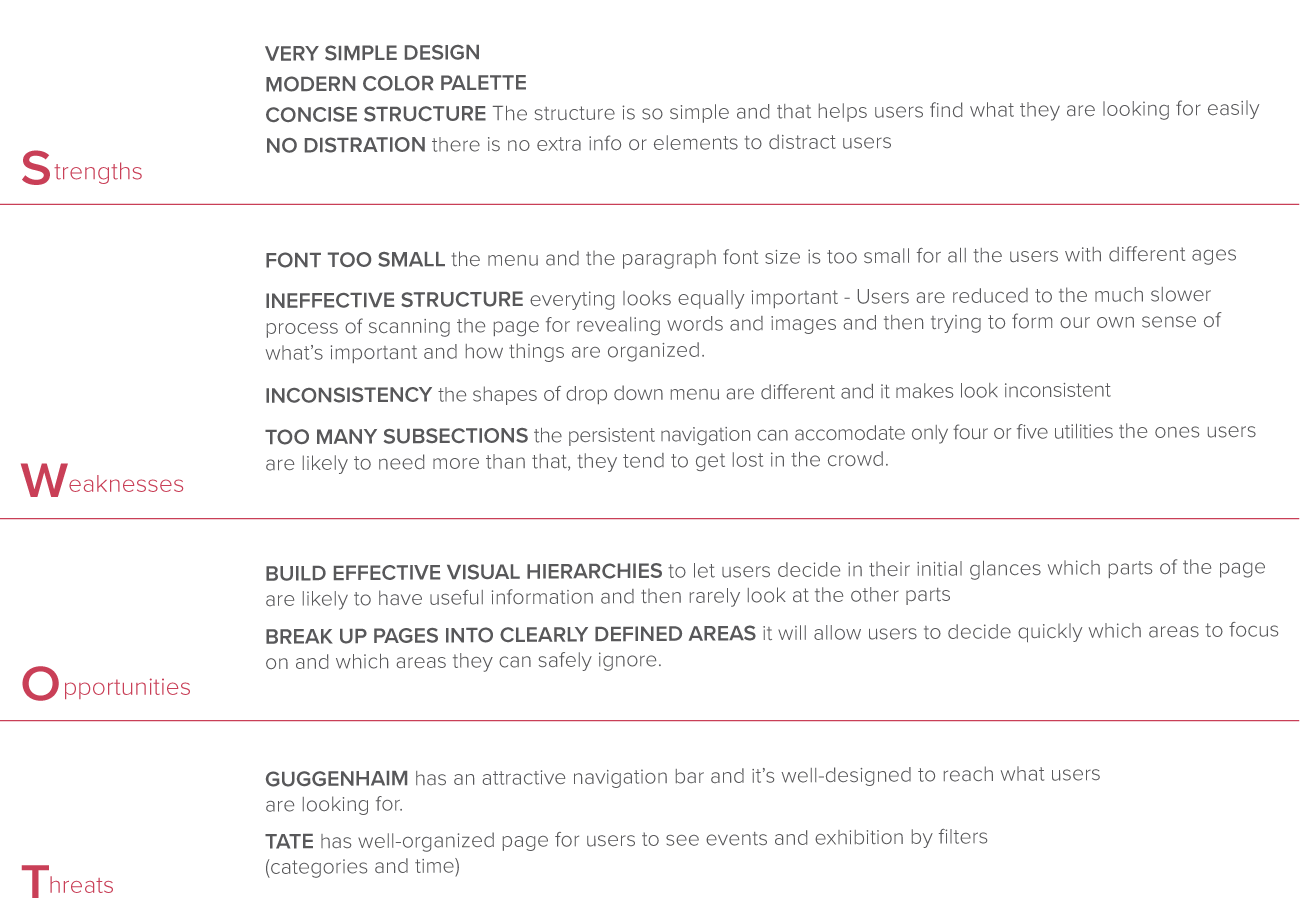 VERY SIMPLE DESIGN
MODERN COLOR PALETTE
CONCISE STRUCTURE The structure is so simple and that helps users find what they are looking for easily
NO DISTRATION there is no extra info or elements to distract users
Strengths
FONT TOO SMALL the menu and the paragraph font size is too small for all the users with different ages
INEFFECTIVE STRUCTURE everyting looks equally important - Users are reduced to the much slower
process of scanning the page for revealing words and images and then trying to form our own sense of
what's important and how things are organized.
INCONSISTENCY the shapes of drop down menu are different and it makes look inconsistent
TOO MANY SUBSECTIONS the persistent navigation can accomodate only four or five utilities the ones users
are likely to need more than that, they tend to get lost in the crowd.
Weaknesses
BUILD EFFECTIVE VISUAL HIERARCHIES to let users decide in their initial glances which parts of the page
are likely to have useful information and then rarely look at the other parts
BREAK UP PAGES INTO CLEARLY DEFINED AREAS it will allow users to decide quickly which areas to focus
on and which areas they can safely ignore.
Opportunities
GUGGENHAIM has an attractive navigation bar and it's well-designed to reach what users
are looking for.
TATE has well-organized page for users to see events and exhibition by filters
(categories and time)
Threats